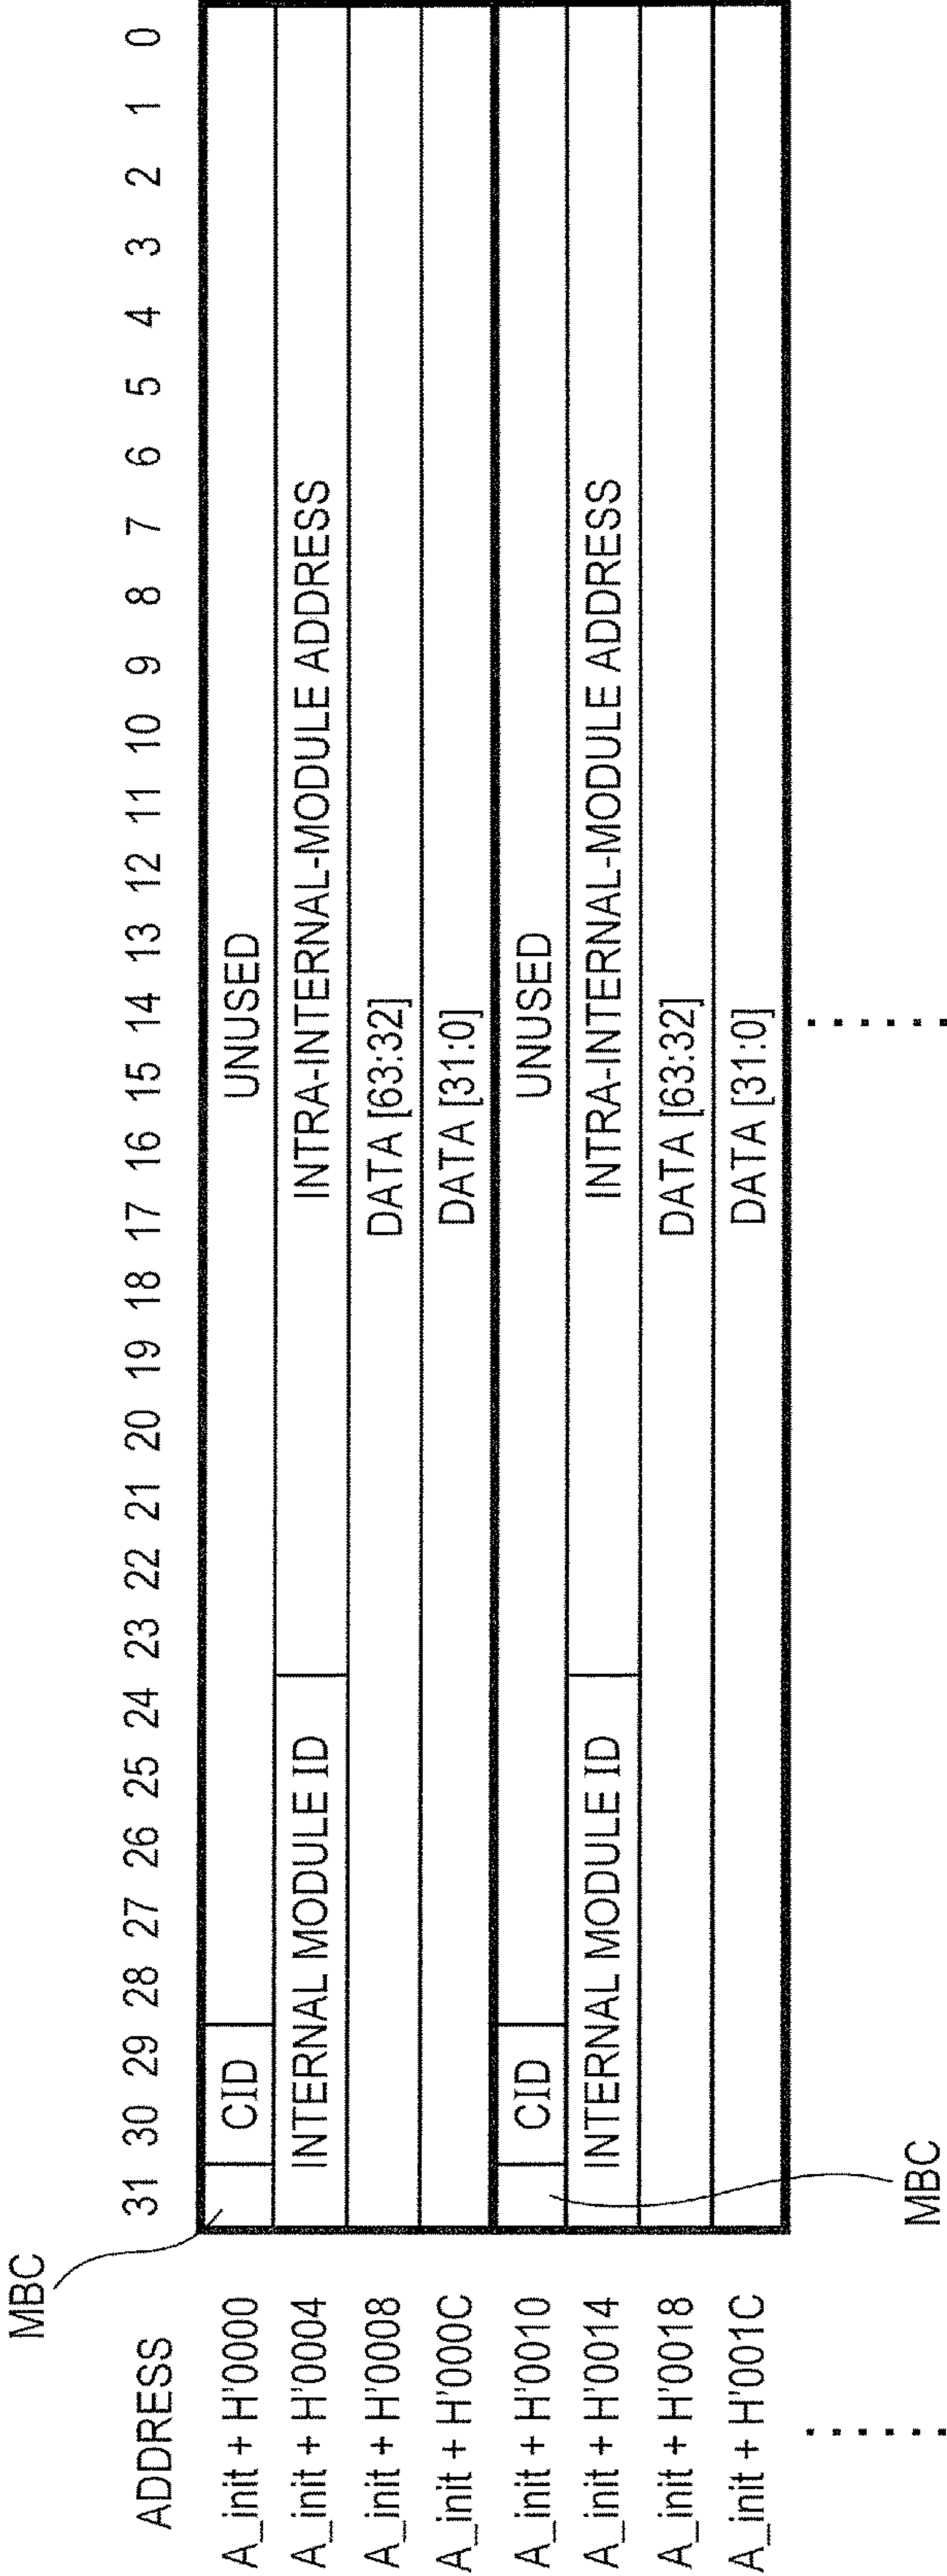 MBC
ADDRESS 31 30 29 28 27 26 25 24 23 22 21 20 19 18 17 16 15 14 13 12 11 10 9 8 7 6 5 4 3 2 1 0
A_init + H'0000 CID UNUSED
A_init + H'0004 INTERNAL MODULE ID INTRA-INTERNAL-MODULE ADDRESS
A_init + H'0008 DATA [63:32]
A_init + H'000C DATA [31:0]
A_init + H'0010 CID UNUSED
A_init + H'0014 INTERNAL MODULE ID INTRA-INTERNAL-MODULE ADDRESS
A_init + H'0018 DATA [63:32]
A_init + H'001C DATA [31:0]
MBC